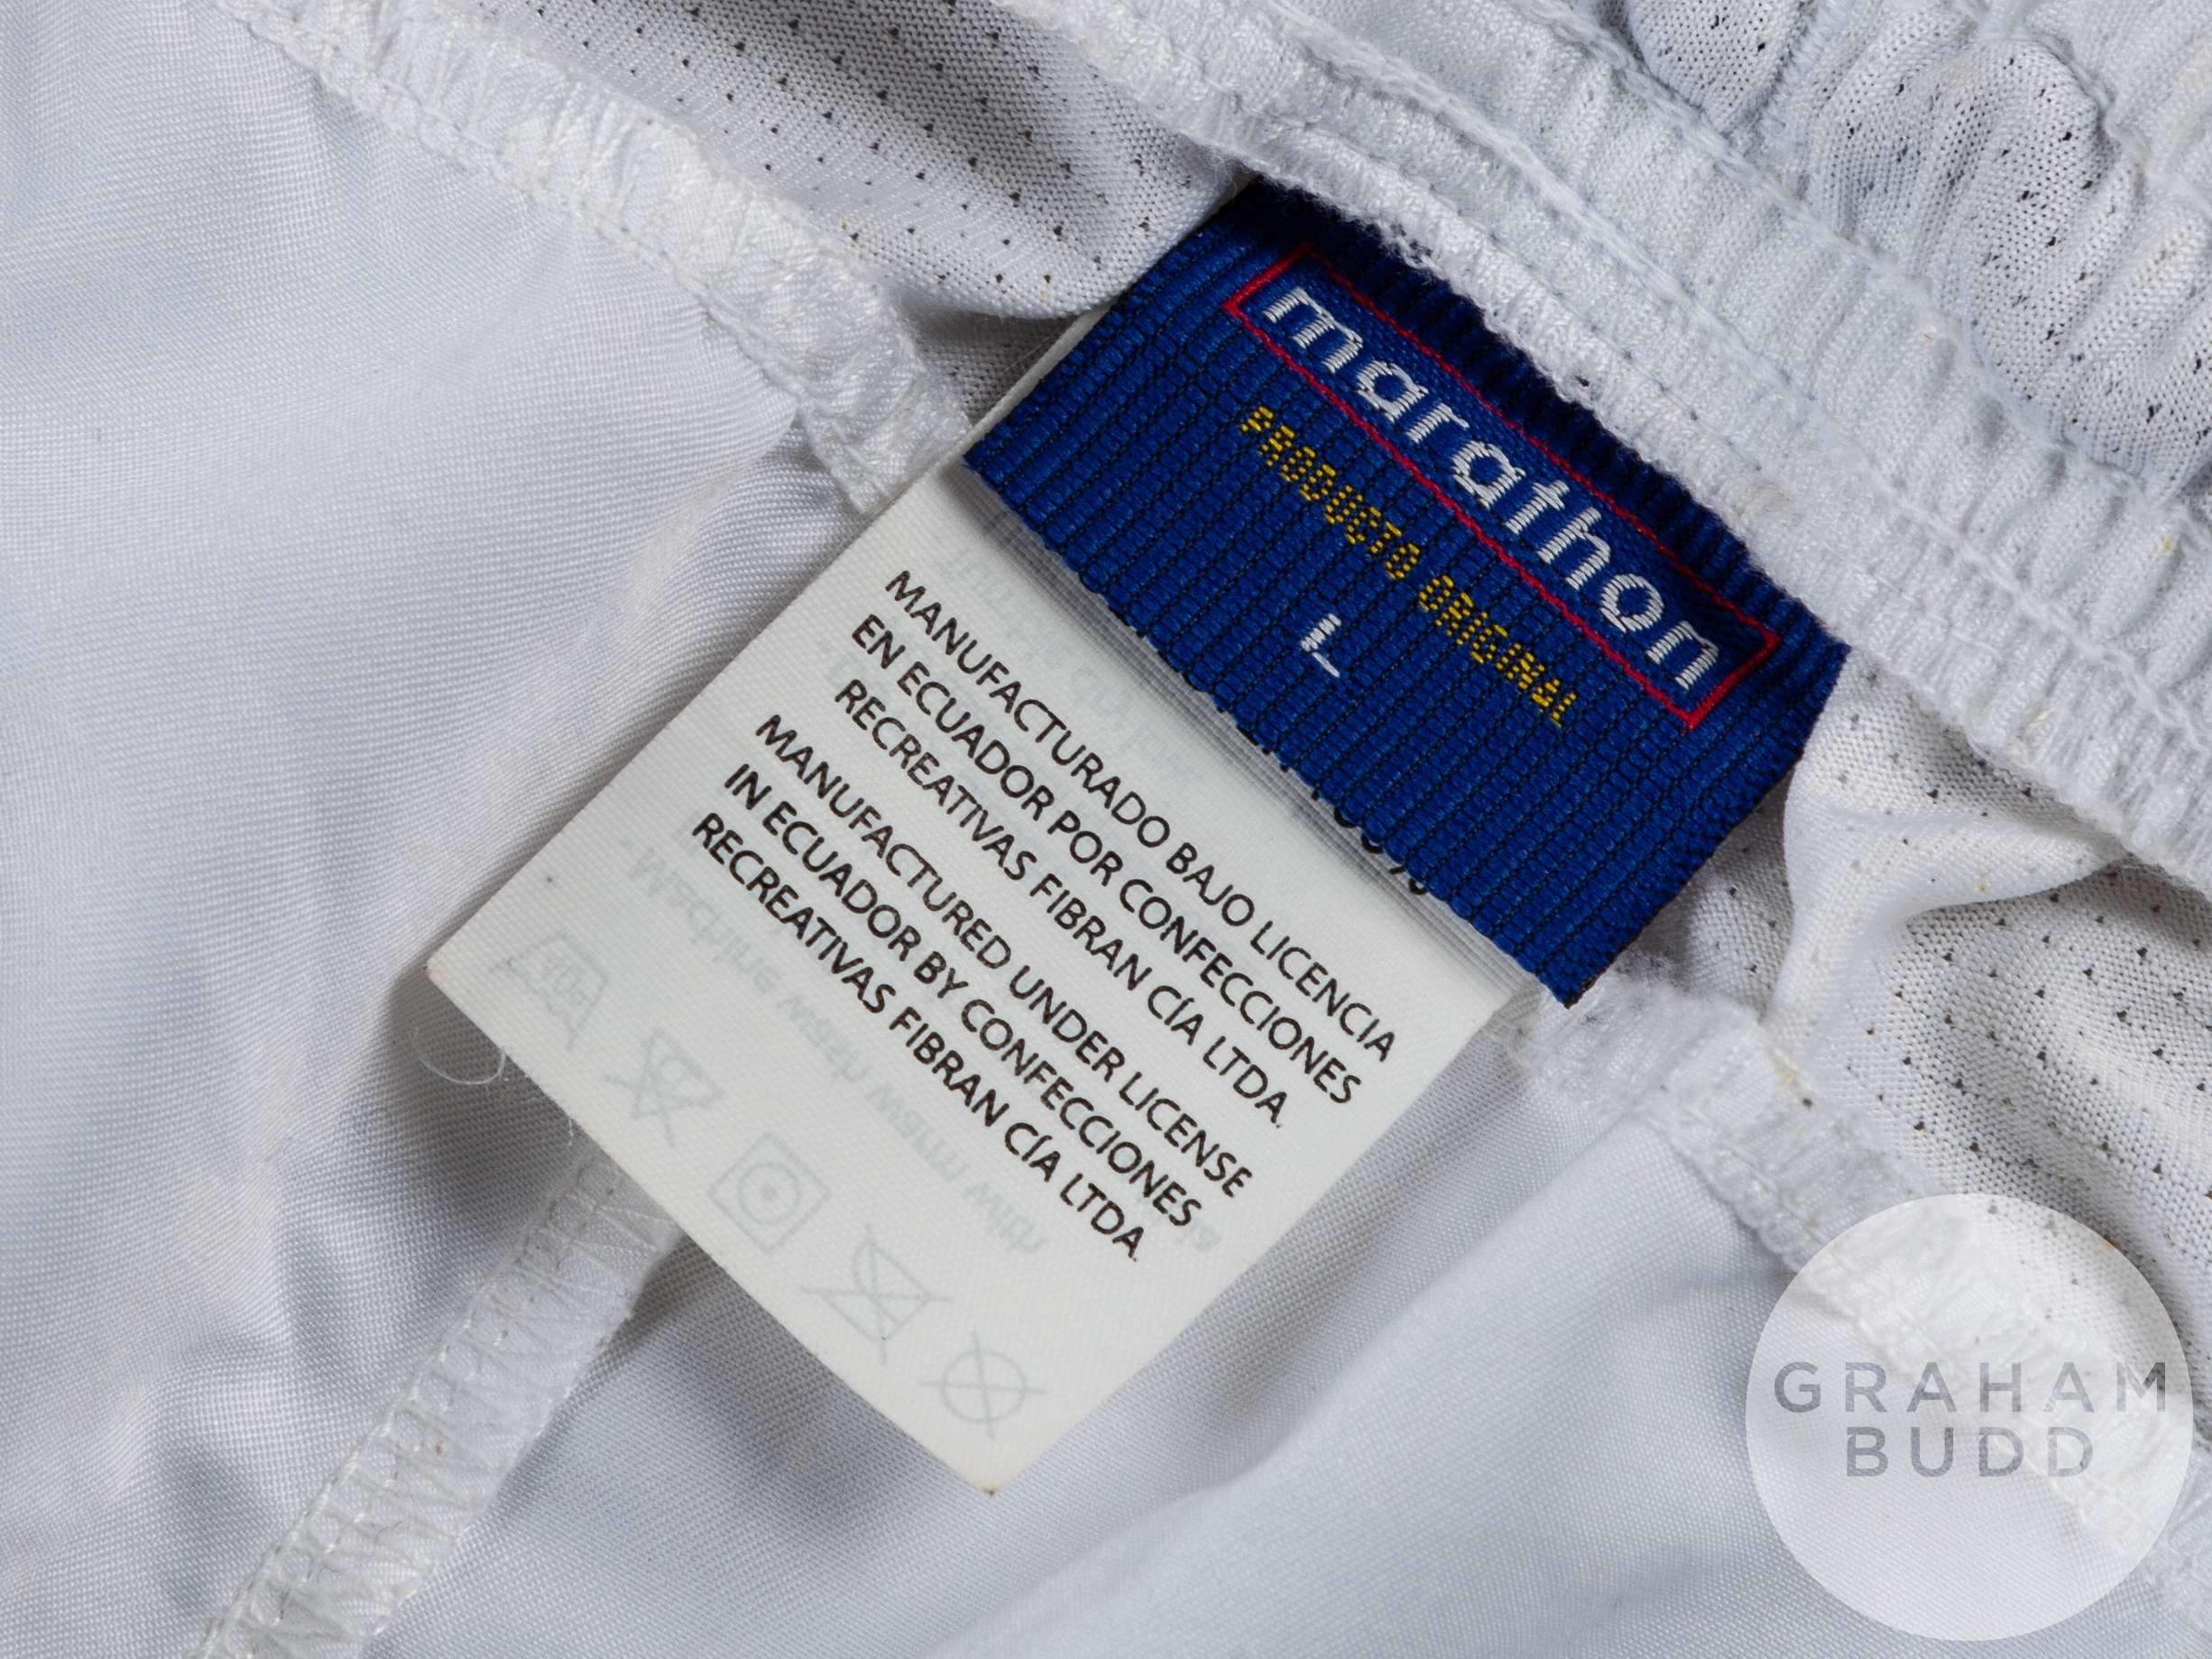 marathon
PRODUCTO ORIGINAL
L
100%
MANUFACTURADO BAJO LICENCIA
EN ECUADOR POR CONFECCIONES
RECREATIVAS FIBRAN CÍA LTDA.
MANUFACTURED UNDER LICENSE
IN ECUADOR BY CONFECCIONES
RECREATIVAS FIBRAN CÍA LTDA.
GRAHAM
BUDD